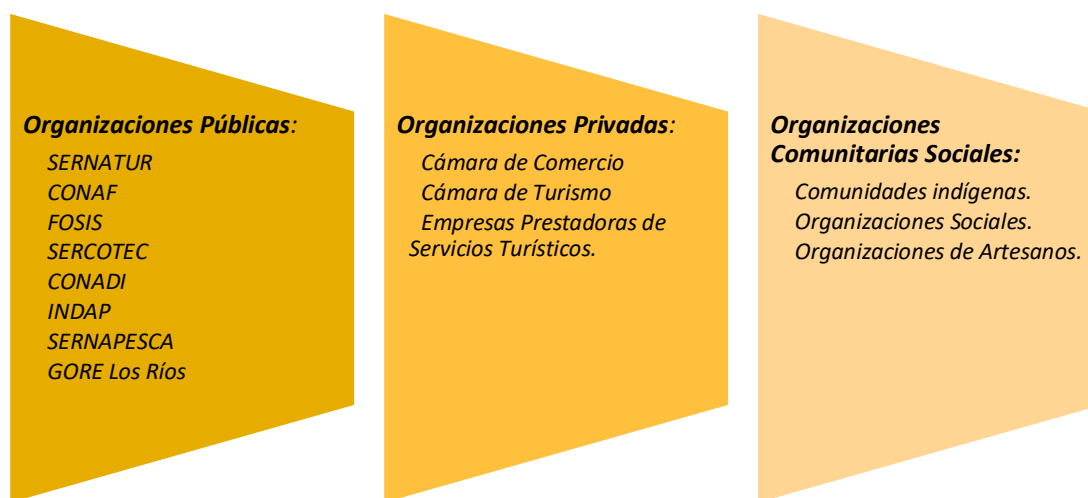 Organizaciones Públicas:
SERNATUR
CONAF
FOSIS
SERCOTEC
CONADI
INDAP
SERNAPESCA
GORE Los Ríos
Organizaciones Privadas:
Cámara de Comercio
Cámara de Turismo
Empresas Prestadoras de
Servicios Turísticos.
Organizaciones
Comunitarias Sociales:
Comunidades indígenas.
Organizaciones Sociales.
Organizaciones de Artesanos.